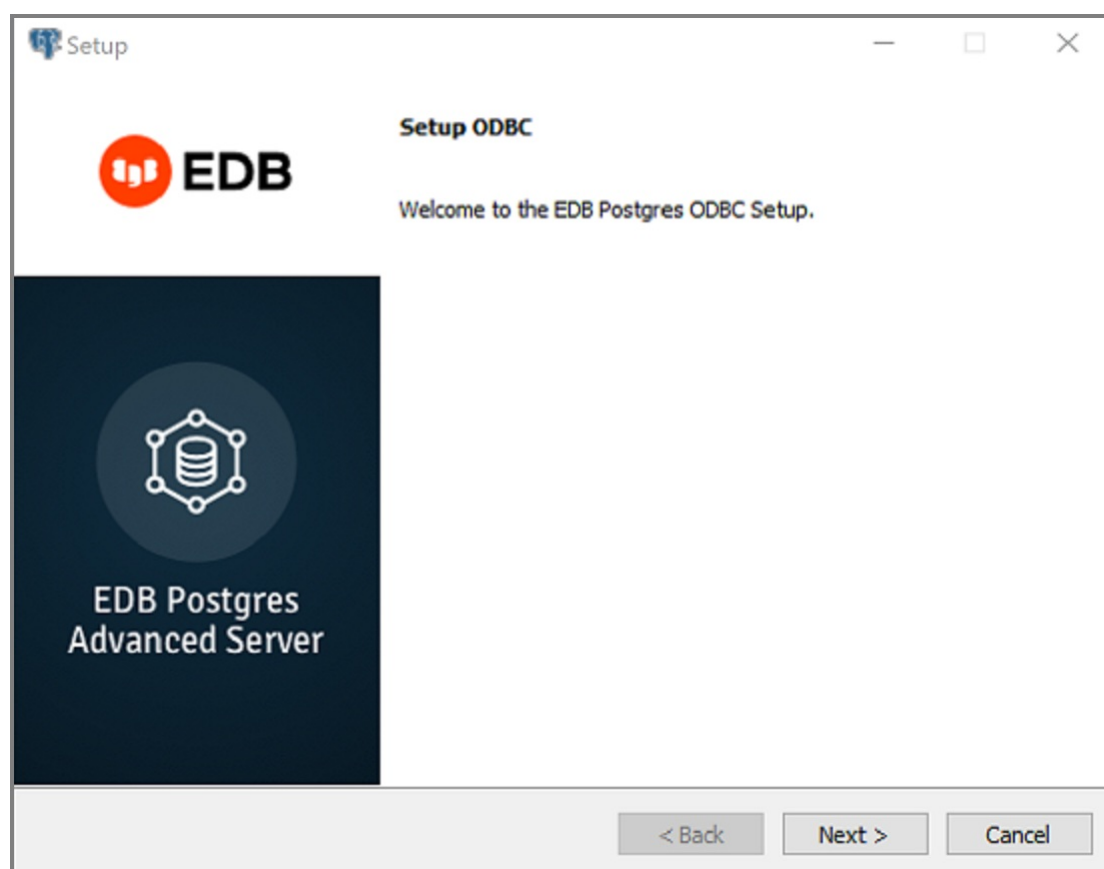 Setup
EDB
Setup ODBC
Welcome to the EDB Postgres ODBC Setup.
EDB Postgres
Advanced Server
< Back
Next >
Cancel